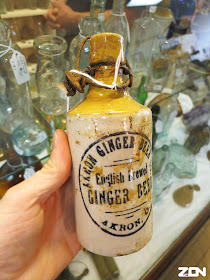 AKRON GINGER BEER
English Brewed
GINGER BEER
AKRON, O.
ZDN